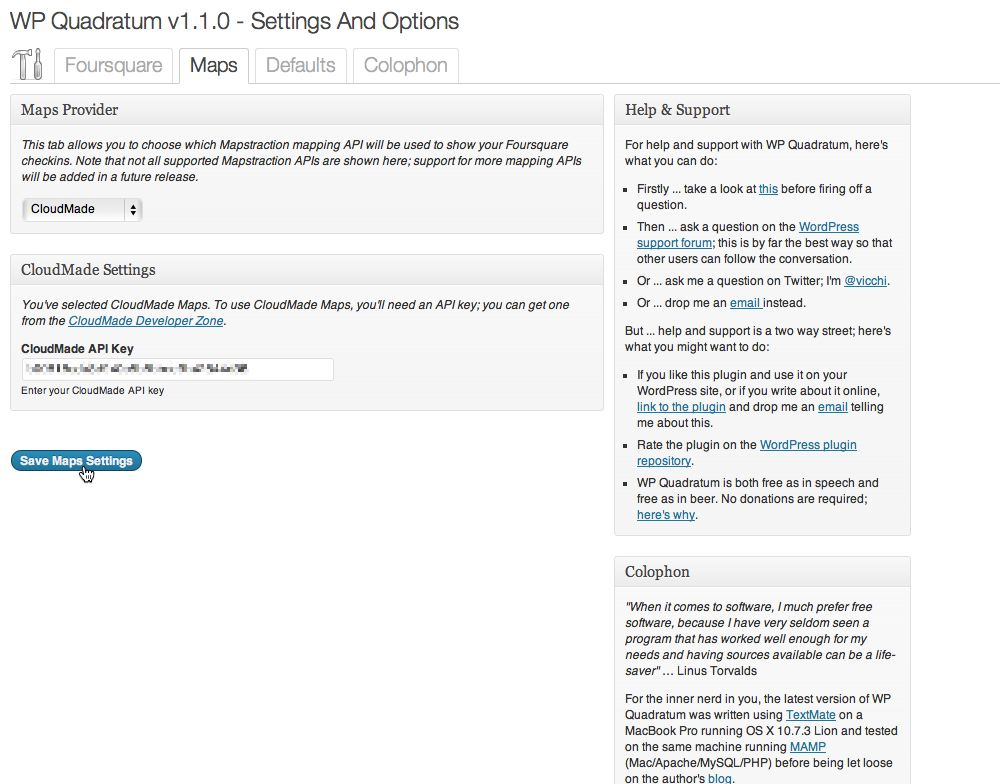 WP Quadratum v1.1.0 - Settings And Options
Foursquare
Maps
Defaults
Colophon
Maps Provider
This tab allows you to choose which Mapstraction mapping API will be used to show your Foursquare
checkins. Note that not all supported Mapstraction APIs are shown here; support for more mapping APIs
will be added in a future release.
CloudMade
CloudMade Settings
You've selected CloudMade Maps. To use CloudMade Maps, you'll need an API key; you can get one
from the CloudMade Developer Zone.
CloudMade API Key
Enter your CloudMade API key
Save Maps Settings
Help & Support
For help and support with WP Quadratum, here's
what you can do:
Firstly ... take a look at this before firing off a
question.
Then ... ask a question on the WordPress
support forum; this is by far the best way so that
other users can follow the conversation.
Or ... ask me a question on Twitter; I'm @vicchi.
Or ... drop me an email instead.
But ... help and support is a two way street; here's
what you might want to do:
If you like this plugin and use it on your
WordPress site, or if you write about it online,
link to the plugin and drop me an email telling
me about this.
Rate the plugin on the WordPress plugin
repository.
WP Quadratum is both free as in speech and
free as in beer. No donations are required;
here's why.
Colophon
"When it comes to software, I much prefer free
software, because I have very seldom seen a
program that has worked well enough for my
needs and having sources available can be a life-
saver" ... Linus Torvalds
For the inner nerd in you, the latest version of WP
Quadratum was written using TextMate on a
MacBook Pro running OS X 10.7.3 Lion and tested
on the same machine running MAMP
(Mac/Apache/MySQL/PHP) before being let loose
on the author's blog.